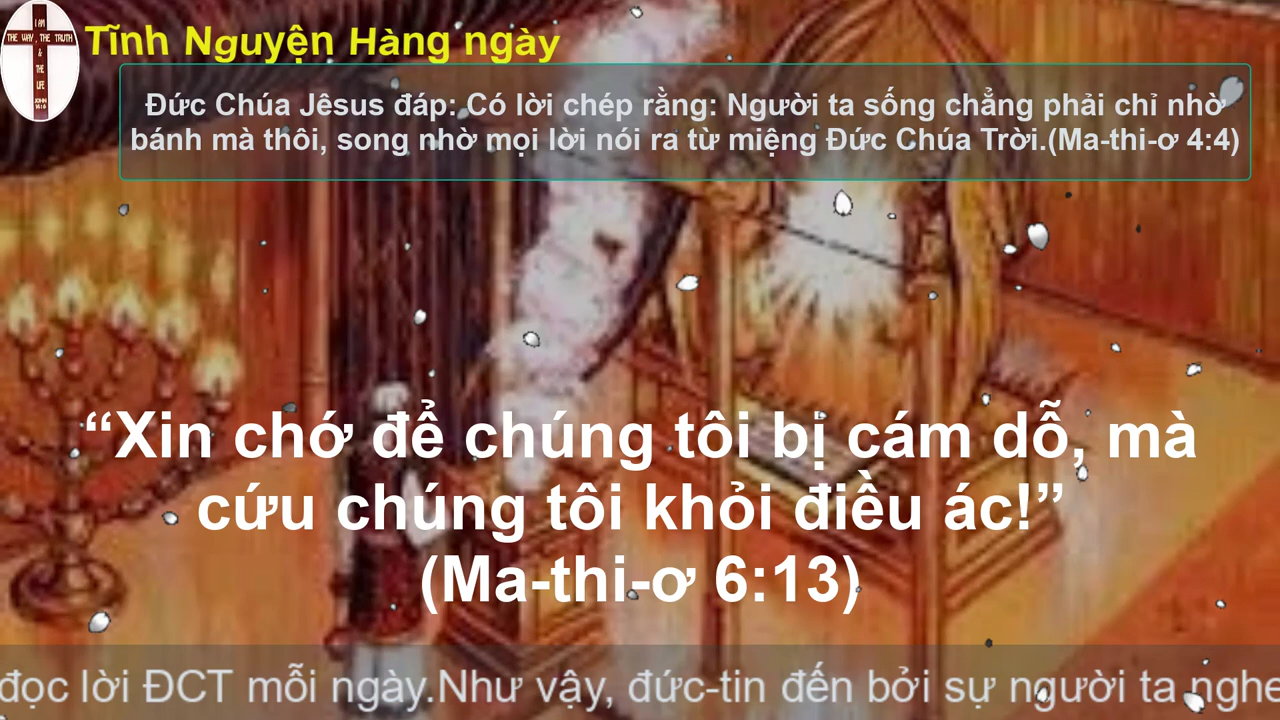 I AM
THE WAY, THE TRUTH
&
THE
LIFE
JOHN
14:16
Tĩnh Nguyện Hàng ngày
Đức Chúa Jêsus đáp: Có lời chép rằng: Người ta sống chẳng phải chỉ nhờ
bánh mà thôi, song nhờ mọi lời nói ra từ miệng Đức Chúa Trời.(Ma-thi-ơ 4:4)
“Xin chớ để chúng tôi bị cám dỗ, mà
cứu chúng tôi khỏi điều ác!”
(Ma-thi-ơ 6:13)
đọc lời ĐCT mỗi ngày.Như vậy, đức-tin đến bởi sự người ta nghe